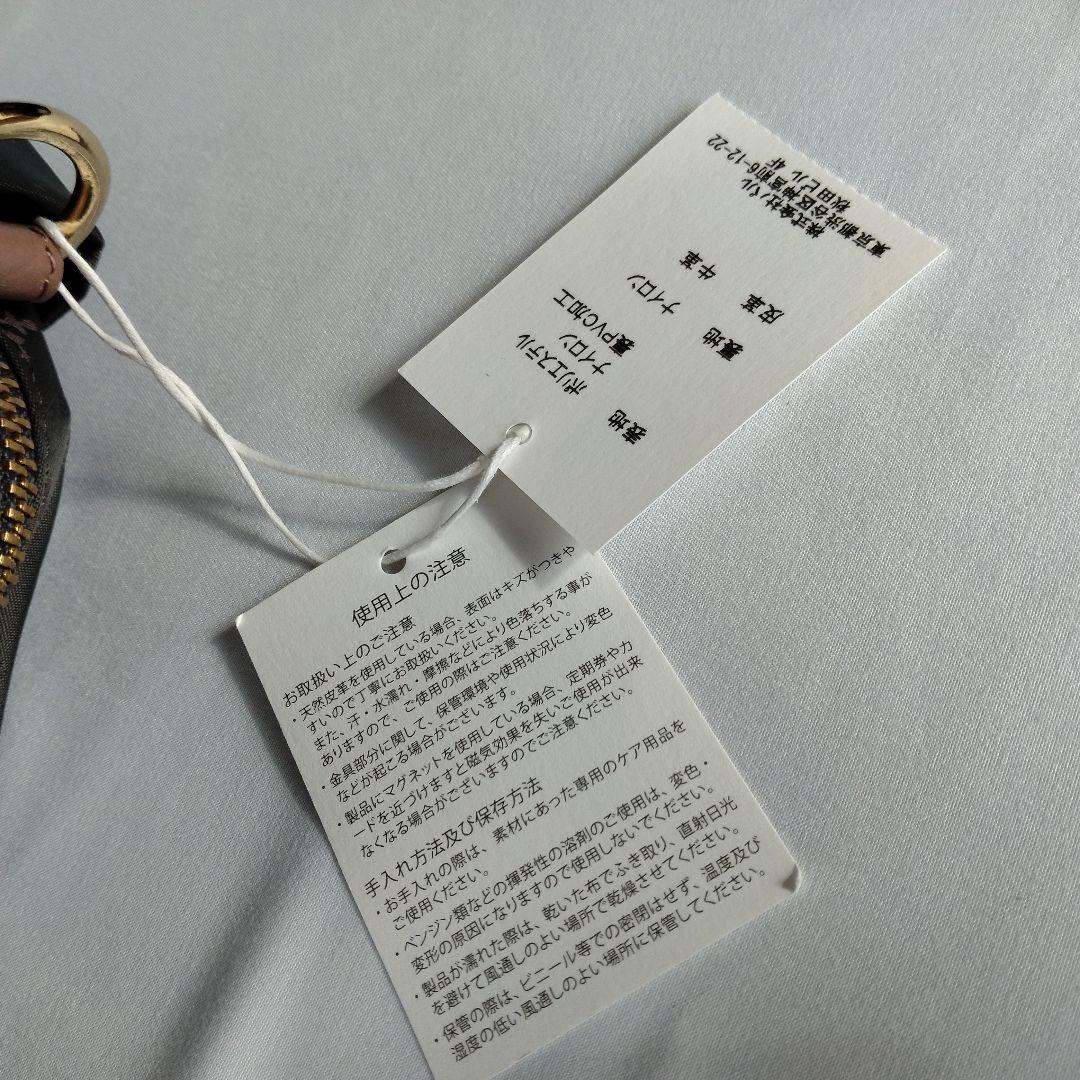 表地
ポリエステル
ナイロン
裏PVC加工
裏地
ナイロン
皮革
牛革
株式会社パル
東京都渋谷区神宮前6-12-22
秋田ビル 4F
使用上の注意
お取扱い上のご注意
・天然皮革を使用している場合、表面はキズがつきや
すいので丁寧にお取扱いください。
また、汗・水濡れ・摩擦などにより色落ちする事が
ありますので、ご使用の際はご注意ください。
・金具部分に関して、保管環境や使用状況により変色
などが起こる場合がございます。
・製品にマグネットを使用している場合、定期券やカ
ードを近づけますと磁気効果を失いご使用が出来
なくなる場合がございますのでご注意ください。
手入れ方法及び保存方法
・お手入れの際は、素材にあった専用のケア用品を
ご使用ください。
・ベンジン類などの揮発性の溶剤のご使用は、変色・
変形の原因になりますので使用しないでください。
・製品が濡れた際は、乾いた布でふき取り、直射日光
を避けて風通しのよい場所で乾燥させてください。
・保管の際は、ビニール等での密閉はせず、温度及び
湿度の低い風通しのよい場所に保管してください。